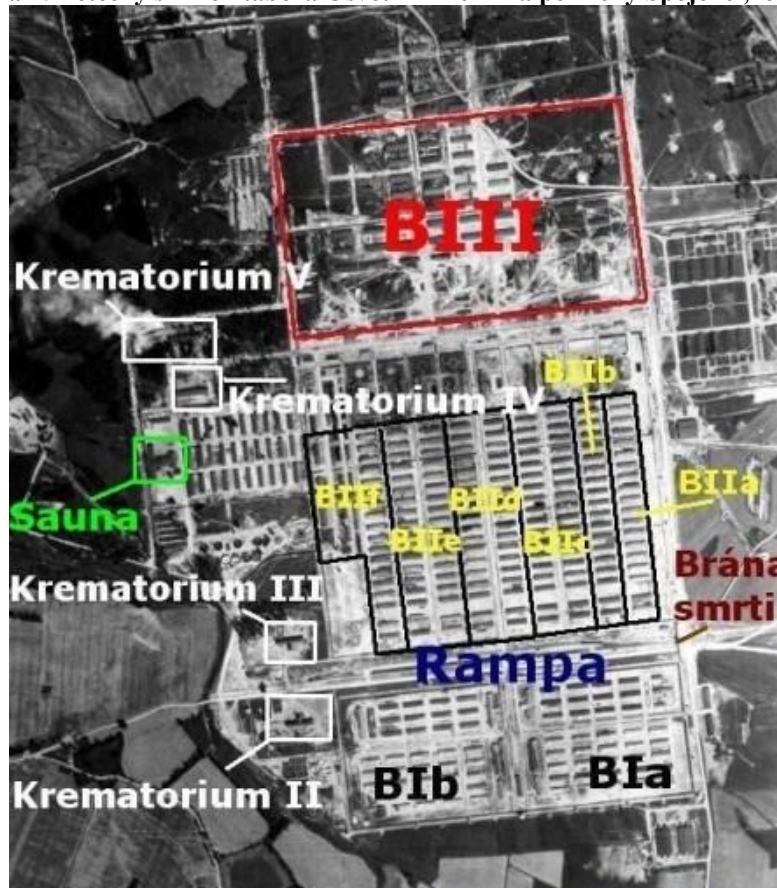 BIII
Krematorium V
BIIb
Krematorium IV
BIIa
BIIf
BIId
Sauna
BIIe
BIIc
Brána
smrti
Krematorium III
Rampa
BIa
BIb
Krematorium II